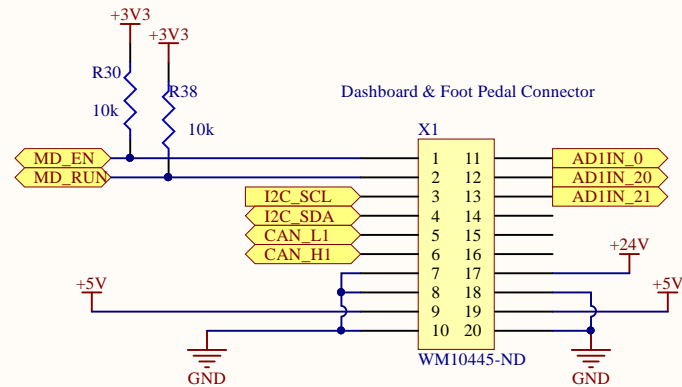 +3V3
+3V3
R30
R38
10k
10k
Dashboard & Foot Pedal Connector
X1
MD_EN 1 11 AD1IN_0
MD_RUN 2 12 AD1IN_20
I2C_SCL 3 13 AD1IN_21
I2C_SDA 4 14
CAN_L1 5 15
CAN_H1 6 16 +24V
7 17
+5V 8 18 +5V
9 19
10 20
GND WM10445-ND GND